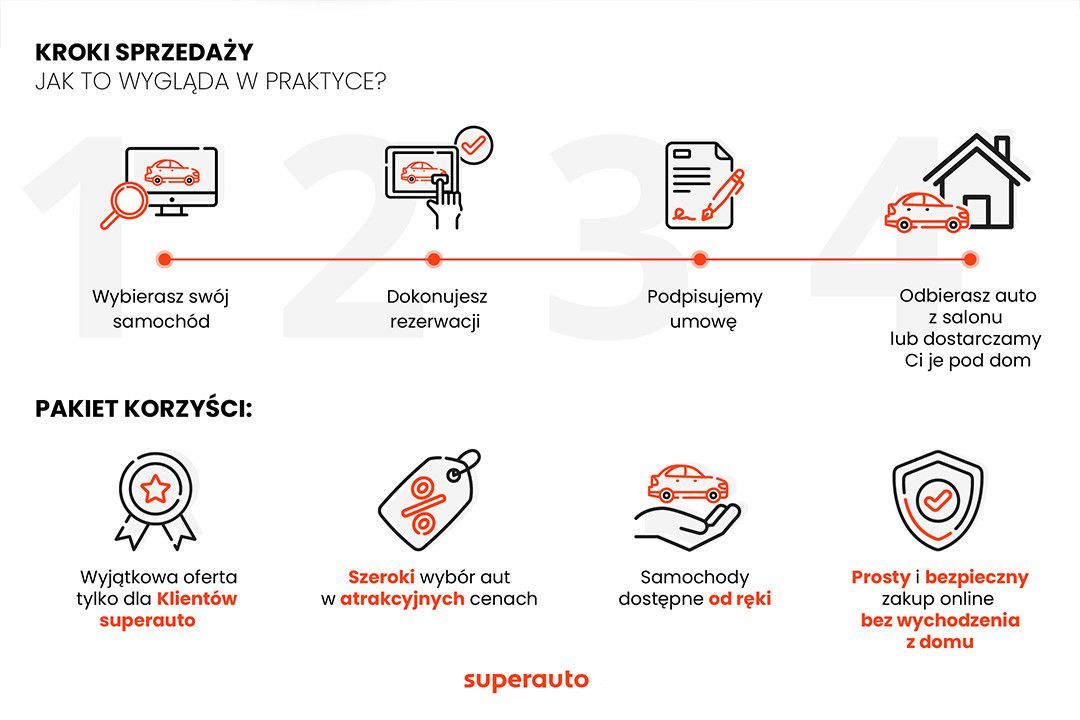 KROKI SPRZEDAŻY
JAK TO WYGLĄDA W PRAKTYCE?
1
2
3
4
Wybierasz swój
samochód
Dokonujesz
rezerwacji
Podpisujemy
umowę
Odbierasz auto
z salonu
lub dostarczamy
Ci je pod dom
PAKIET KORZYŚCI:
Wyjątkowa oferta
tylko dla Klientów
superauto
Szeroki wybór aut
w atrakcyjnych cenach
Samochody
dostępne od ręki
Prosty i bezpieczny
zakup online
bez wychodzenia
z domu
superauto